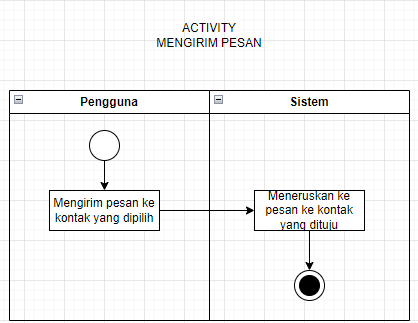 ACTIVITY
MENGIRIM PESAN
Pengguna
Sistem
Mengirim pesan ke
kontak yang dipilih
Meneruskan ke
pesan ke kontak
yang dituju